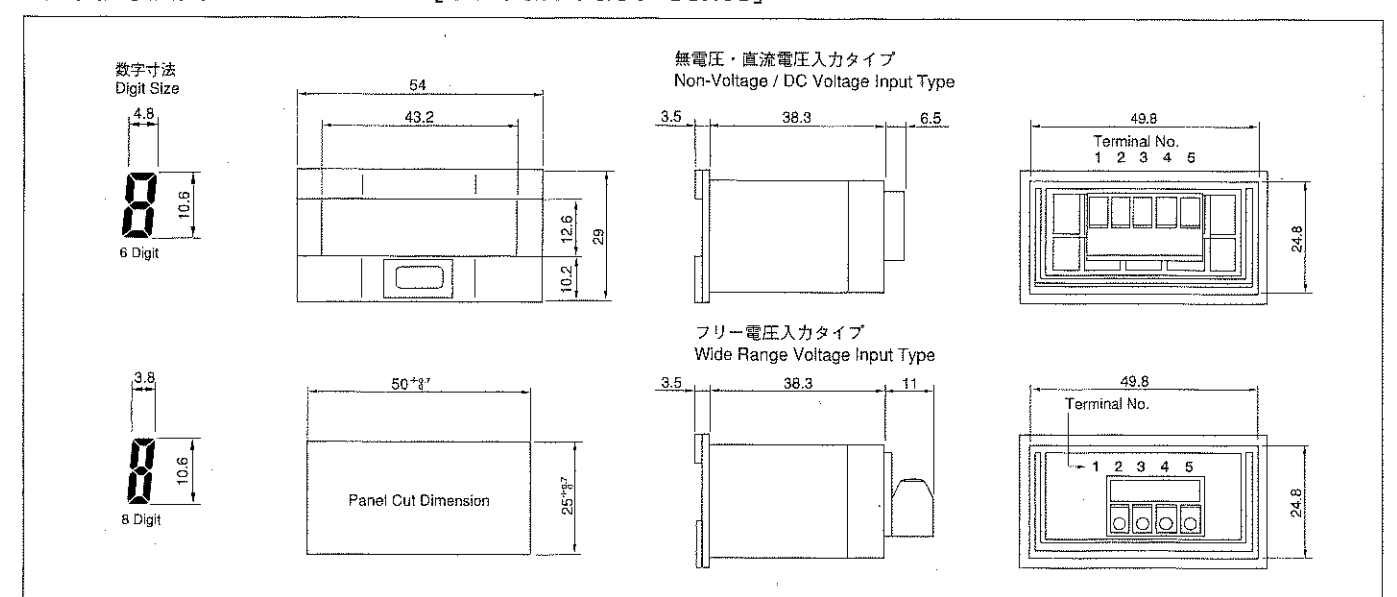 数字寸法
Digit Size
4.8
10.6
6 Digit
54
43.2
12.6
10.2
29
無電圧・直流電圧入力タイプ
Non-Voltage / DC Voltage Input Type
3.5
38.3
6.5
49.8
Terminal No.
1 2 3 4 5
24.8
3.8
10.6
8 Digit
50
Panel Cut Dimension
25
フリー電圧入力タイプ
Wide Range Voltage Input Type
3.5
38.3
11
49.8
Terminal No.
1 2 3 4 5
24.8